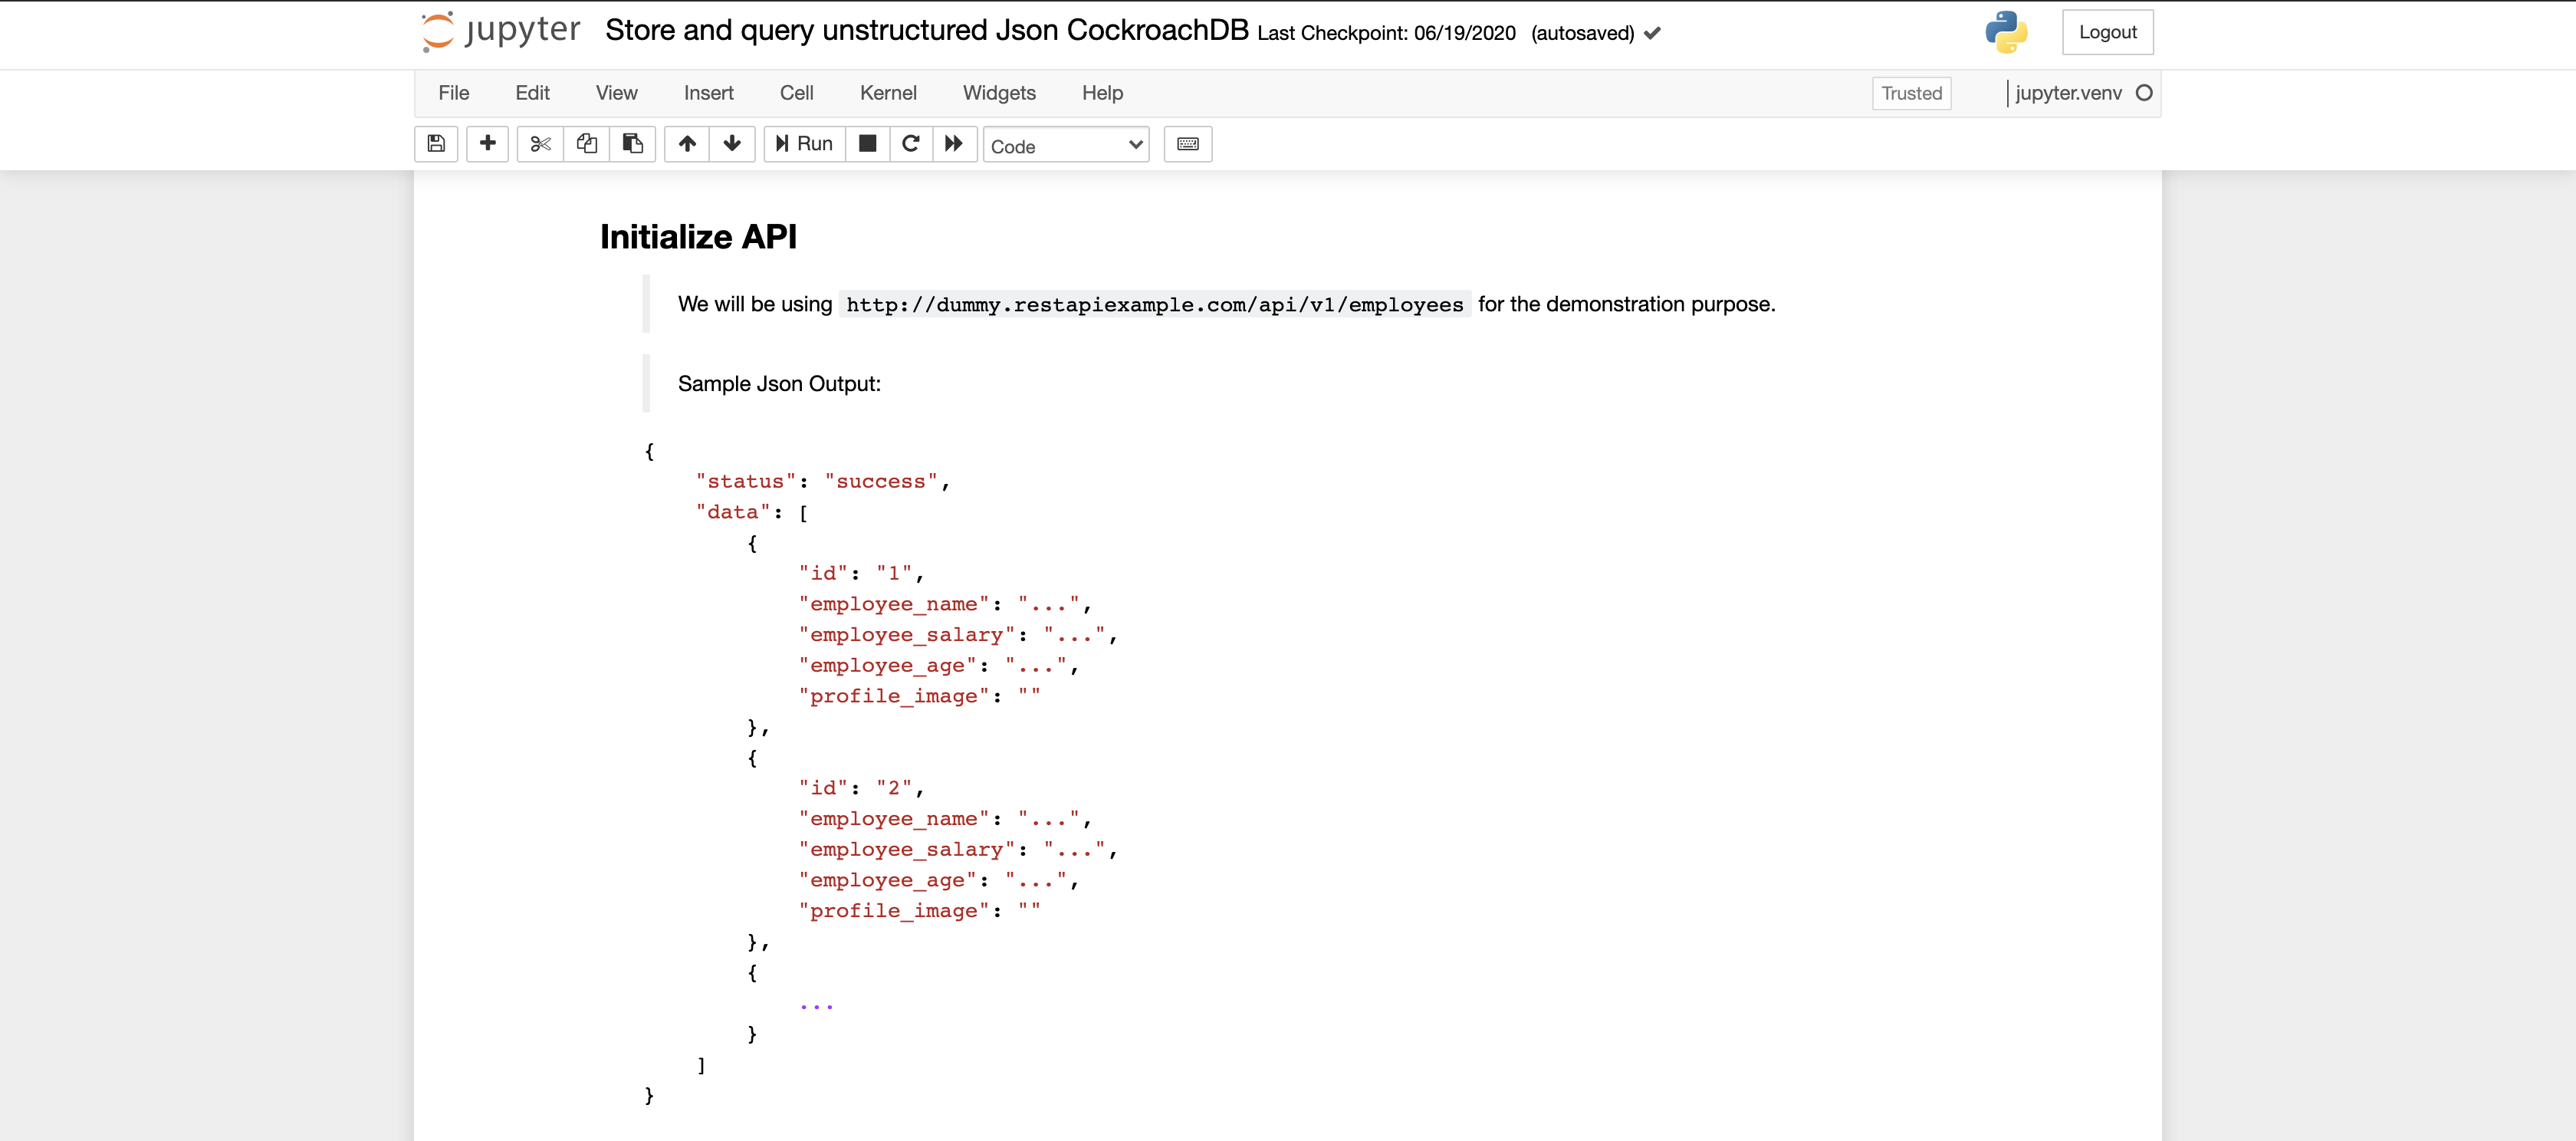 jupyter Store and query unstructured Json CockroachDB Last Checkpoint: 06/19/2020 (autosaved)
Logout
File Edit View Insert Cell Kernel Widgets Help
Trusted
jupyter.venv
Run
Code
Initialize API
We will be using http://dummy.restapiexample.com/api/v1/employees for the demonstration purpose.
Sample Json Output:
{
    "status": "success",
    "data": [
        {
            "id": "1",
            "employee_name": "...",
            "employee_salary": "...",
            "employee_age": "...",
            "profile_image": ""
        },
        {
            "id": "2",
            "employee_name": "...",
            "employee_salary": "...",
            "employee_age": "...",
            "profile_image": ""
        },
        {
            ...
        }
    ]
}